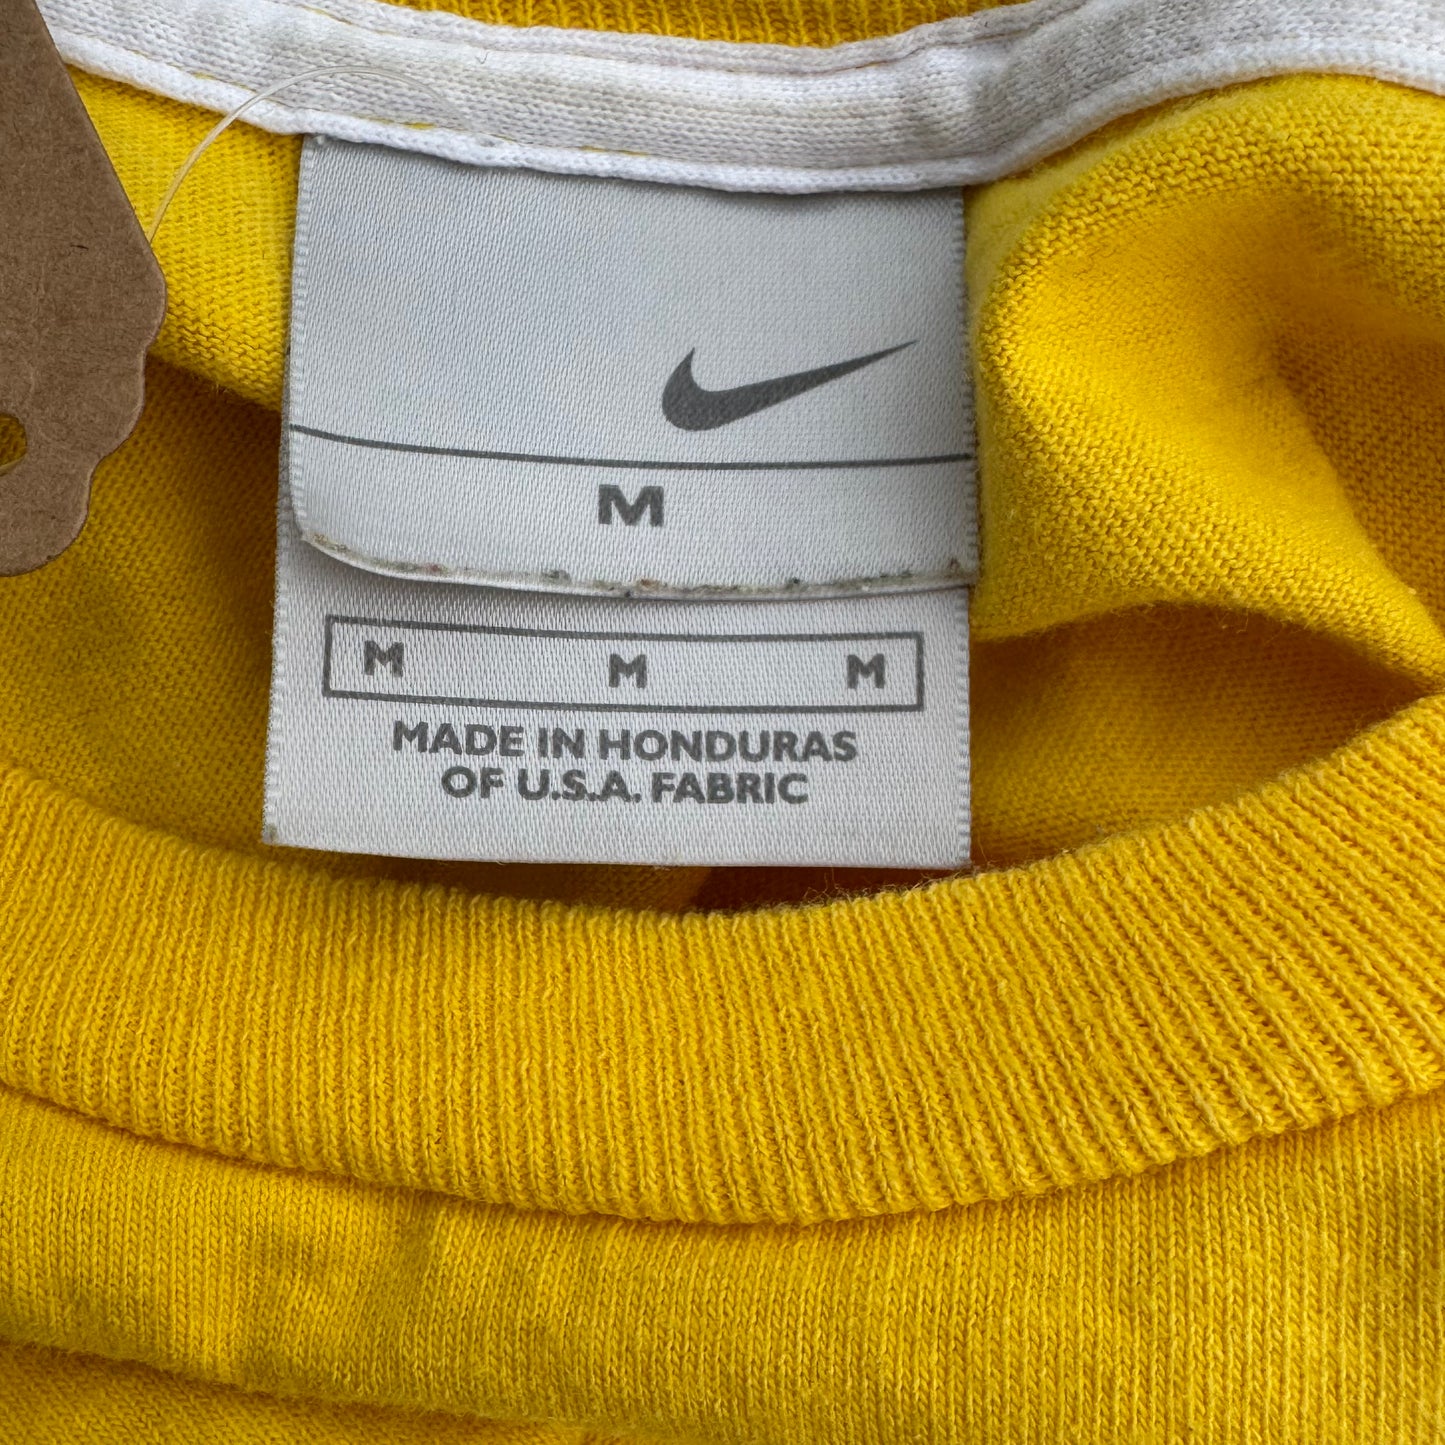 M
M M M
MADE IN HONDURAS
OF U.S.A. FABRIC